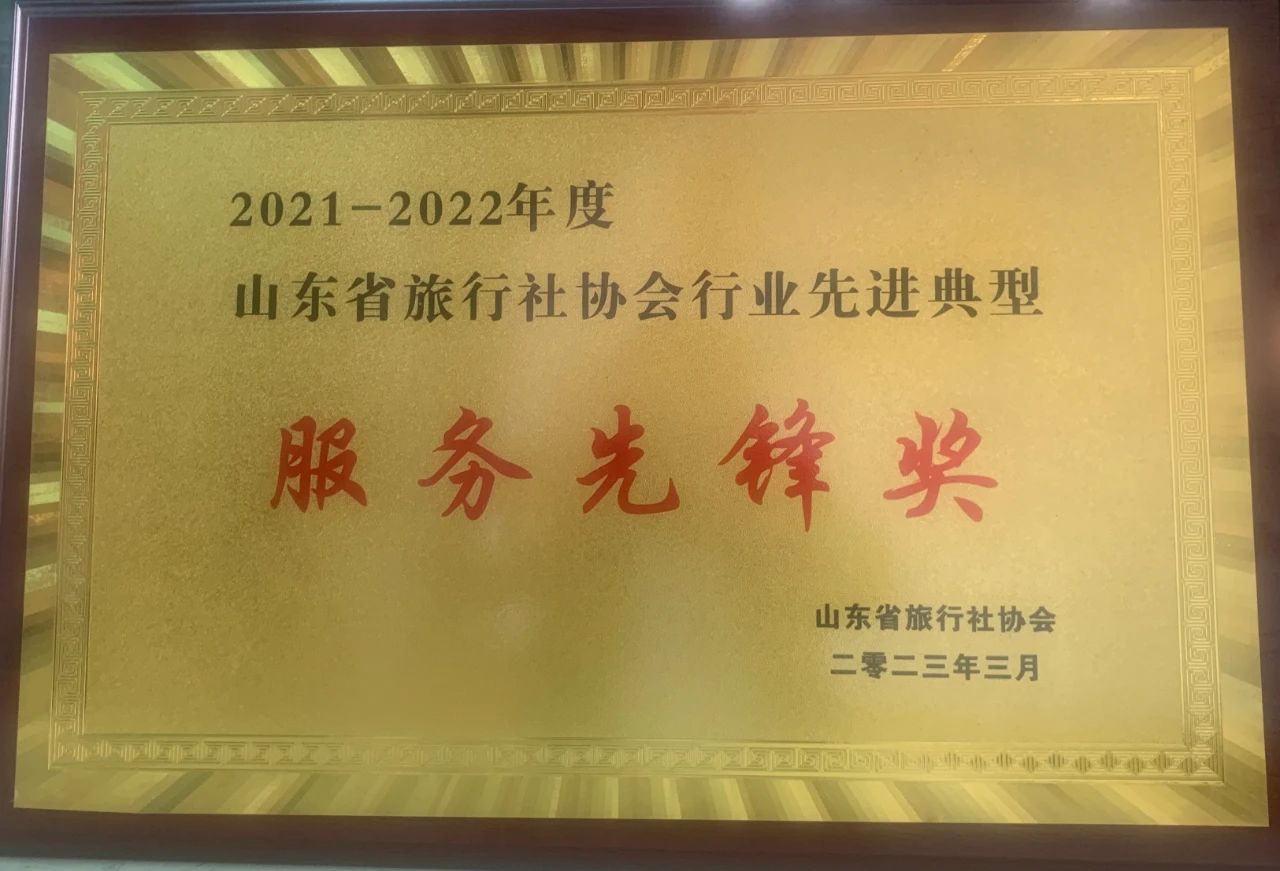 2021-2022年度
山东省旅行社协会行业先进典型
服务先锋奖
山东省旅行社协会
二零二三年三月